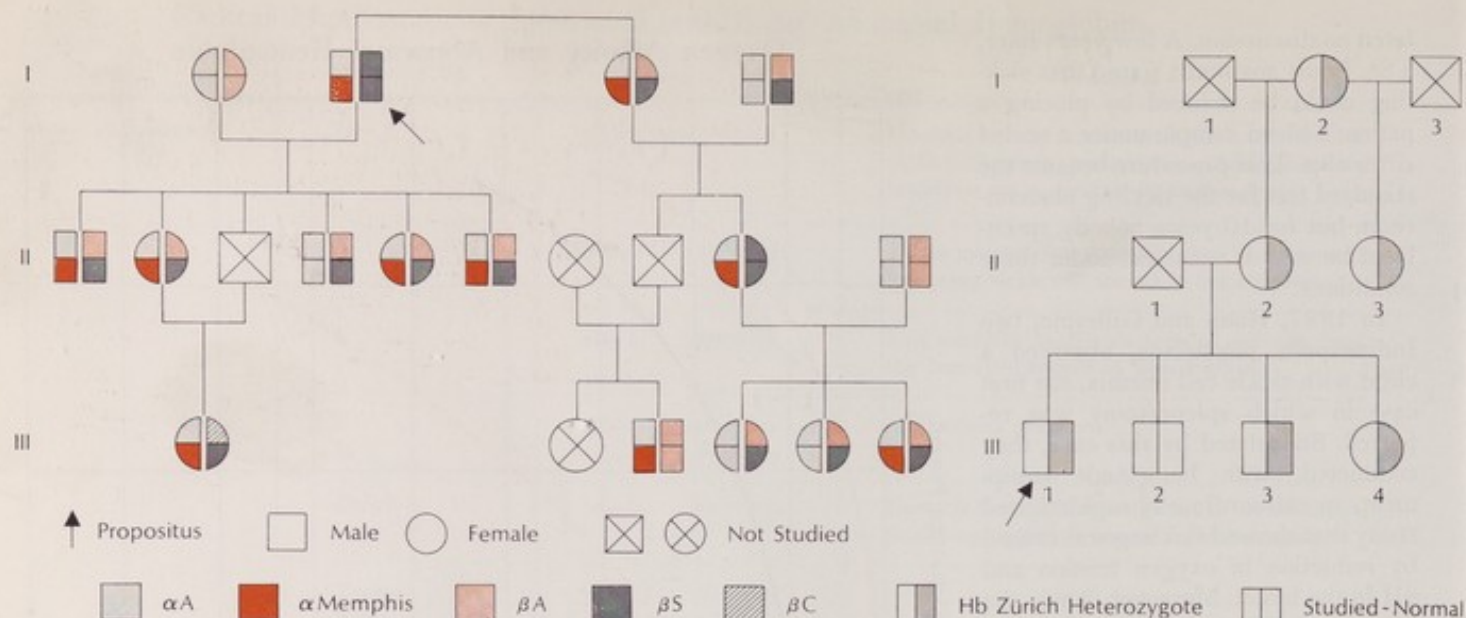 I
I
1 2 3
II
II
1 2 3
III
III
1 2 3 4
Propositus Male Female Not Studied
αA α Memphis βA βS βC Hb Zürich Heterozygote Studied-Normal